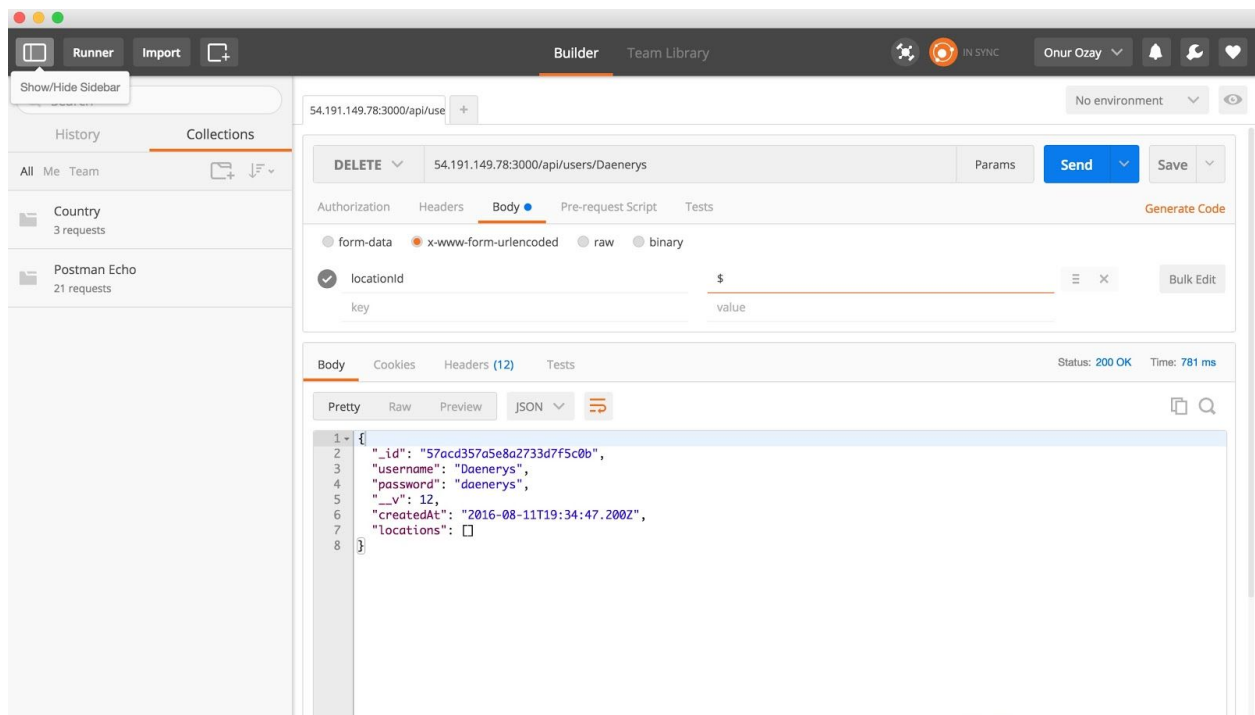 Runner Import Builder Team Library IN SYNC Onur Ozay
Show/Hide Sidebar
54.191.149.78:3000/api/use + No environment
History Collections
All Me Team
DELETE 54.191.149.78:3000/api/users/Daenerys Params Send Save
Country
3 requests
Authorization Headers Body Pre-request Script Tests Generate Code
form-data x-www-form-urlencoded raw binary
Postman Echo
21 requests
locationId $ Bulk Edit
key value
Body Cookies Headers (12) Tests Status: 200 OK Time: 781 ms
Pretty Raw Preview JSON
1 {
2 "_id": "57acd357a5e8a2733d7f5c0b",
3 "username": "Daenerys",
4 "password": "daenerys",
5 "__v": 12,
6 "createdAt": "2016-08-11T19:34:47.200Z",
7 "locations": []
8 }